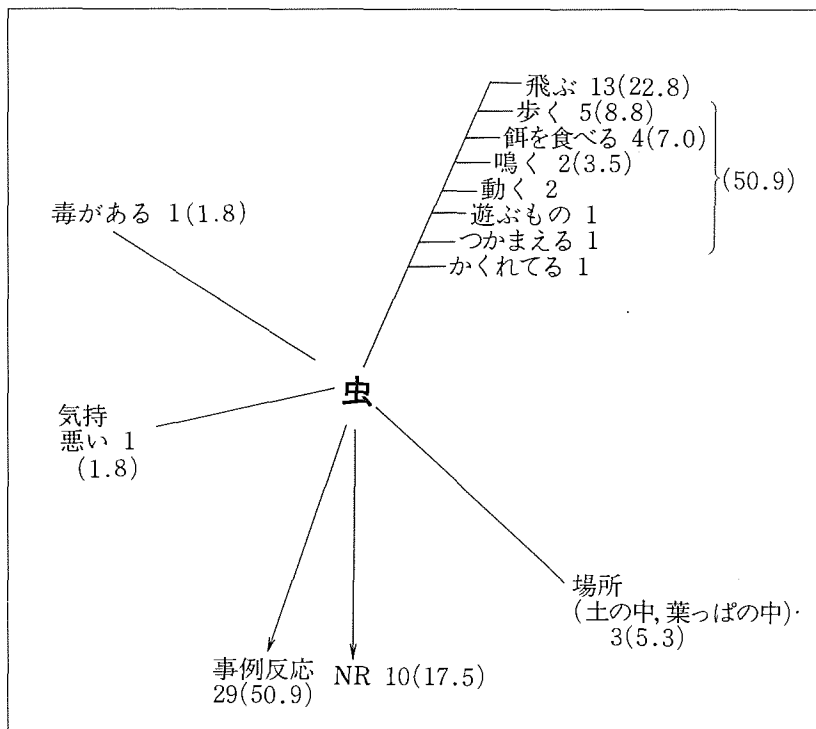 飛ぶ 13(22.8)
歩く 5(8.8)
餌を食べる 4(7.0)
鳴く 2(3.5)
動く 2
遊ぶもの 1
つかまえる 1
かくれてる 1
(50.9)
毒がある 1(1.8)
虫
気持
悪い 1
(1.8)
場所
(土の中,葉っぱの中)
3(5.3)
事例反応
29(50.9)
NR 10(17.5)